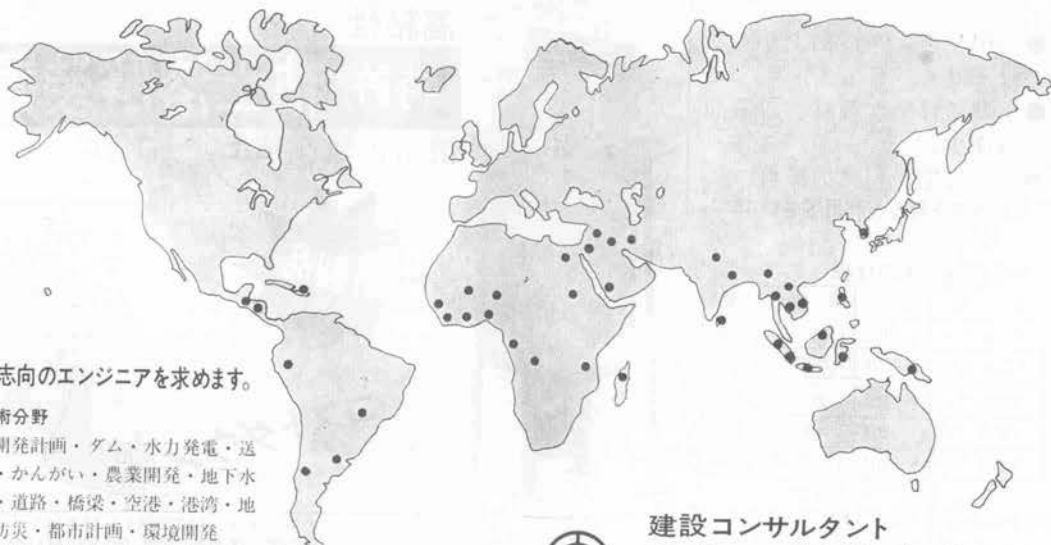 志向のエンジニアを求めます。
術分野
開発計画・ダム・水力発電・送
・かんがい・農業開発・地下水
・道路・橋梁・空港・港湾・地
防災・都市計画・環境開発
建設コンサルタント